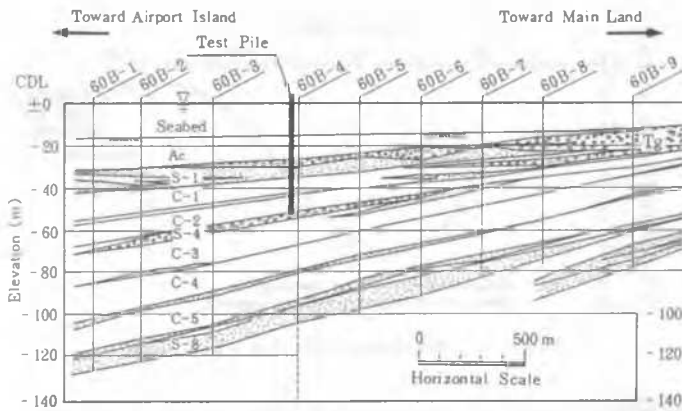 Toward Airport Island
Toward Main Land
Test Pile
CDL
60B-1
60B-2
60B-3
60B-4
60B-5
60B-6
60B-7
60B-8
60B-9
±0
-20
-40
-60
-80
-100
-120
-140
Elevation (m)
Seabed
Ac
S-1
C-1
C-2
S-4
C-3
C-4
C-5
S-8
Tg
0 500m
Horizontal Scale
-100
-120
-140